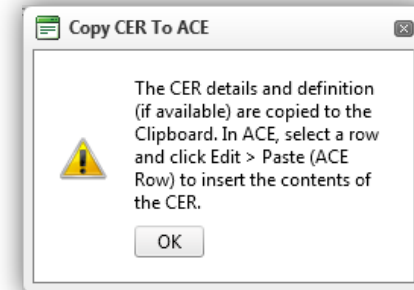 Copy CER To ACE
The CER details and definition
(if available) are copied to the
Clipboard. In ACE, select a row
and click Edit > Paste (ACE
Row) to insert the contents of
the CER.
OK